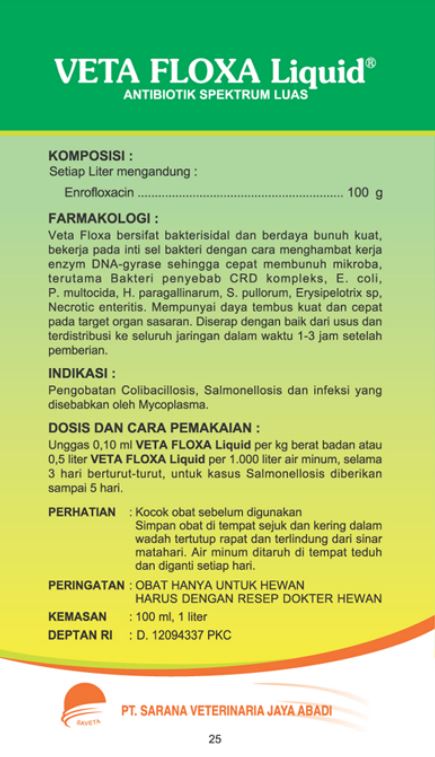 VETA FLOXA Liquid®
ANTIBIOTIK SPEKTRUM LUAS
KOMPOSISI :
Setiap Liter mengandung :
Enrofloxacin ............................................................ 100 g
FARMAKOLOGI :
Veta Floxa bersifat bakterisidal dan berdaya bunuh kuat,
bekerja pada inti sel bakteri dengan cara menghambat kerja
enzym DNA-gyrase sehingga cepat membunuh mikroba,
terutama Bakteri penyebab CRD kompleks, E. coli,
P. multocida, H. paragallinarum, S. pullorum, Erysipelotrix sp,
Necrotic enteritis. Mempunyai daya tembus kuat dan cepat
pada target organ sasaran. Diserap dengan baik dari usus dan
terdistribusi ke seluruh jaringan dalam waktu 1-3 jam setelah
pemberian.
INDIKASI :
Pengobatan Colibacillosis, Salmonellosis dan infeksi yang
disebabkan oleh Mycoplasma.
DOSIS DAN CARA PEMAKAIAN :
Unggas 0,10 ml VETA FLOXA Liquid per kg berat badan atau
0,5 liter VETA FLOXA Liquid per 1.000 liter air minum, selama
3 hari berturut-turut, untuk kasus Salmonellosis diberikan
sampai 5 hari.
PERHATIAN : Kocok obat sebelum digunakan
Simpan obat di tempat sejuk dan kering dalam
wadah tertutup rapat dan terlindung dari sinar
matahari. Air minum ditaruh di tempat teduh
dan diganti setiap hari.
PERINGATAN : OBAT HANYA UNTUK HEWAN
HARUS DENGAN RESEP DOKTER HEWAN
KEMASAN : 100 ml, 1 liter
DEPTAN RI : D. 12094337 PKC
SAVETA
PT. SARANA VETERINARIA JAYA ABADI
25